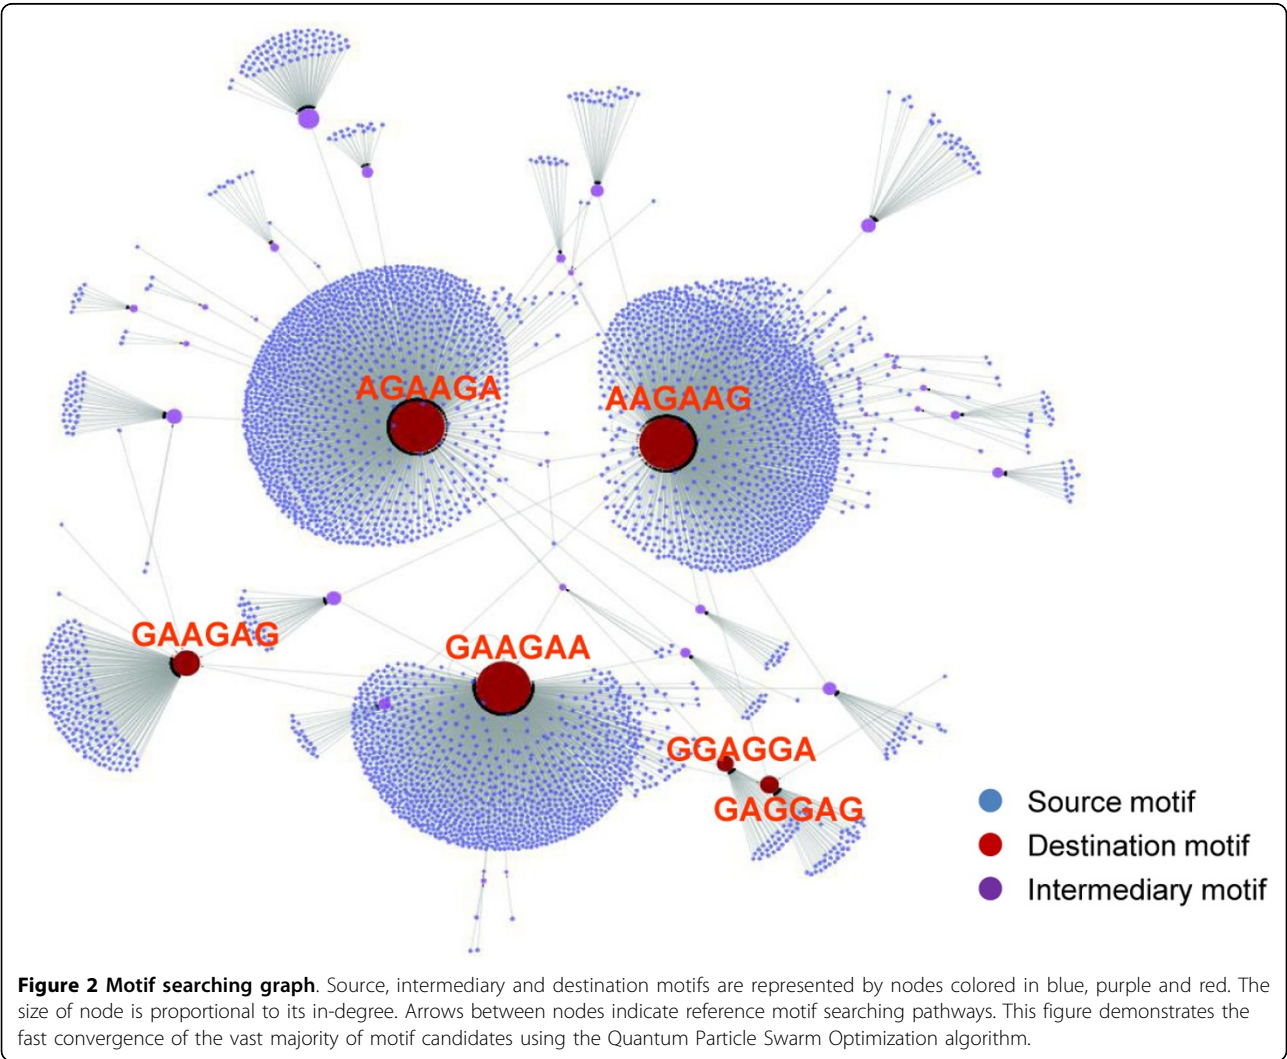 AGAAGA
AAGAAG
GAAGAG
GAAGAA
GGAGGA
GAGGAG
Source motif
Destination motif
Intermediary motif
Figure 2 Motif searching graph. Source, intermediary and destination motifs are represented by nodes colored in blue, purple and red. The
size of node is proportional to its in-degree. Arrows between nodes indicate reference motif searching pathways. This figure demonstrates the
fast convergence of the vast majority of motif candidates using the Quantum Particle Swarm Optimization algorithm.